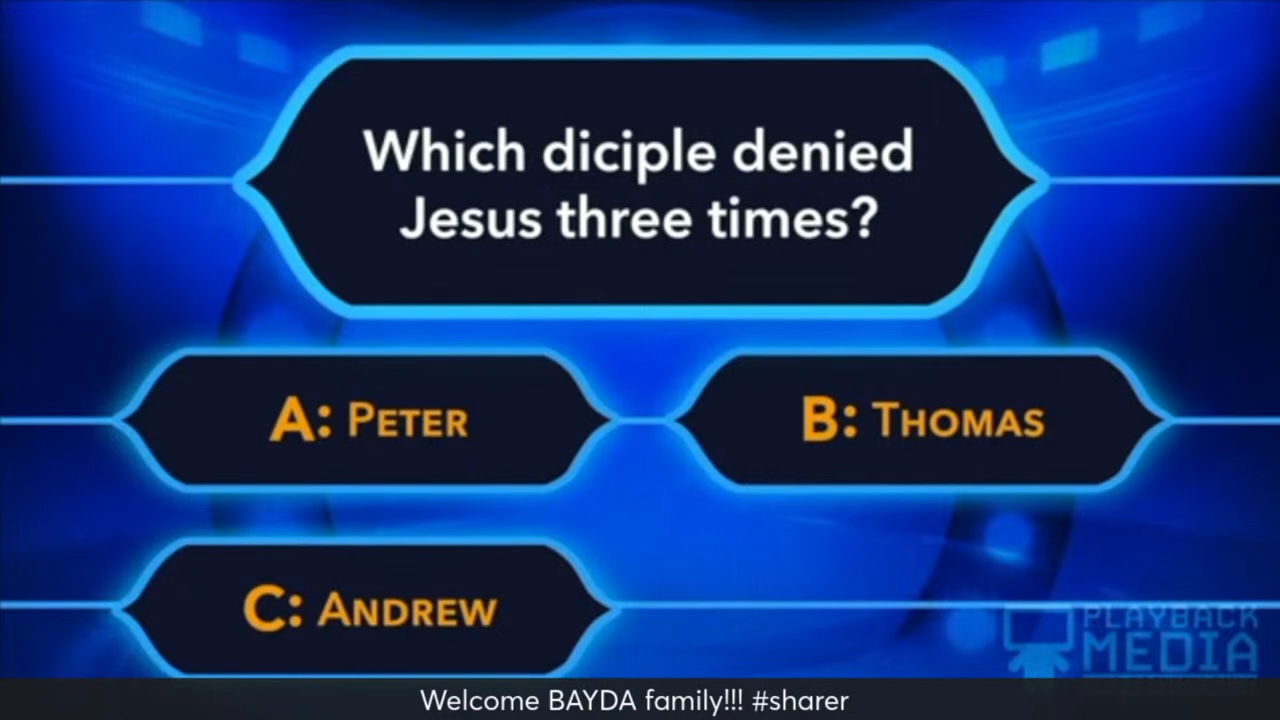 Which diciple denied
Jesus three times?
A: PETER
B: THOMAS
C: ANDREW
PLAYBACK
MEDIA
Welcome BAYDA family!!! #sharer